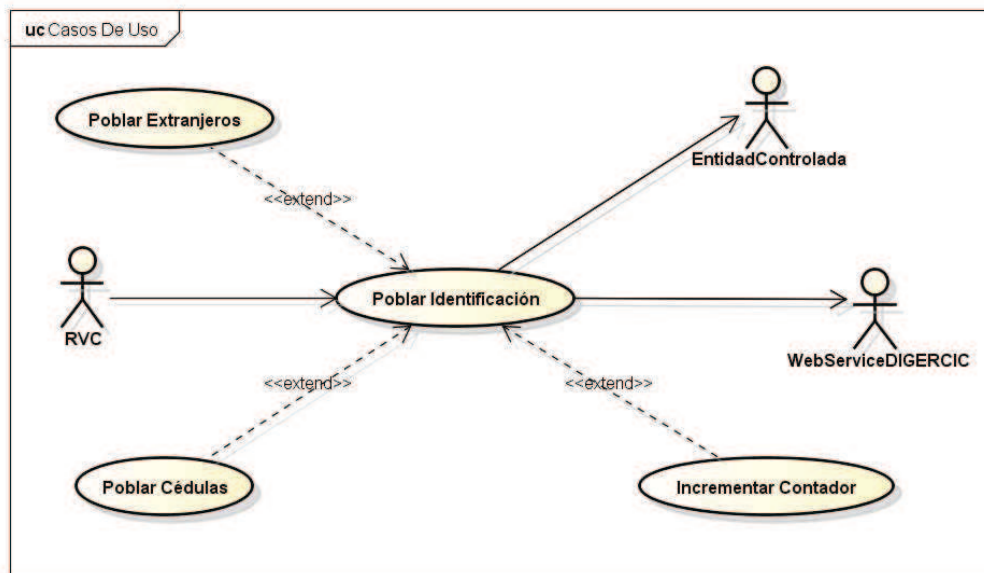 uc Casos De Uso
Poblar Extranjeros
EntidadControlada
<<extend>>
Poblar Identificación
RVC
WebServiceDIGERCIC
<<extend>>
<<extend>>
Poblar Cédulas
Incrementar Contador